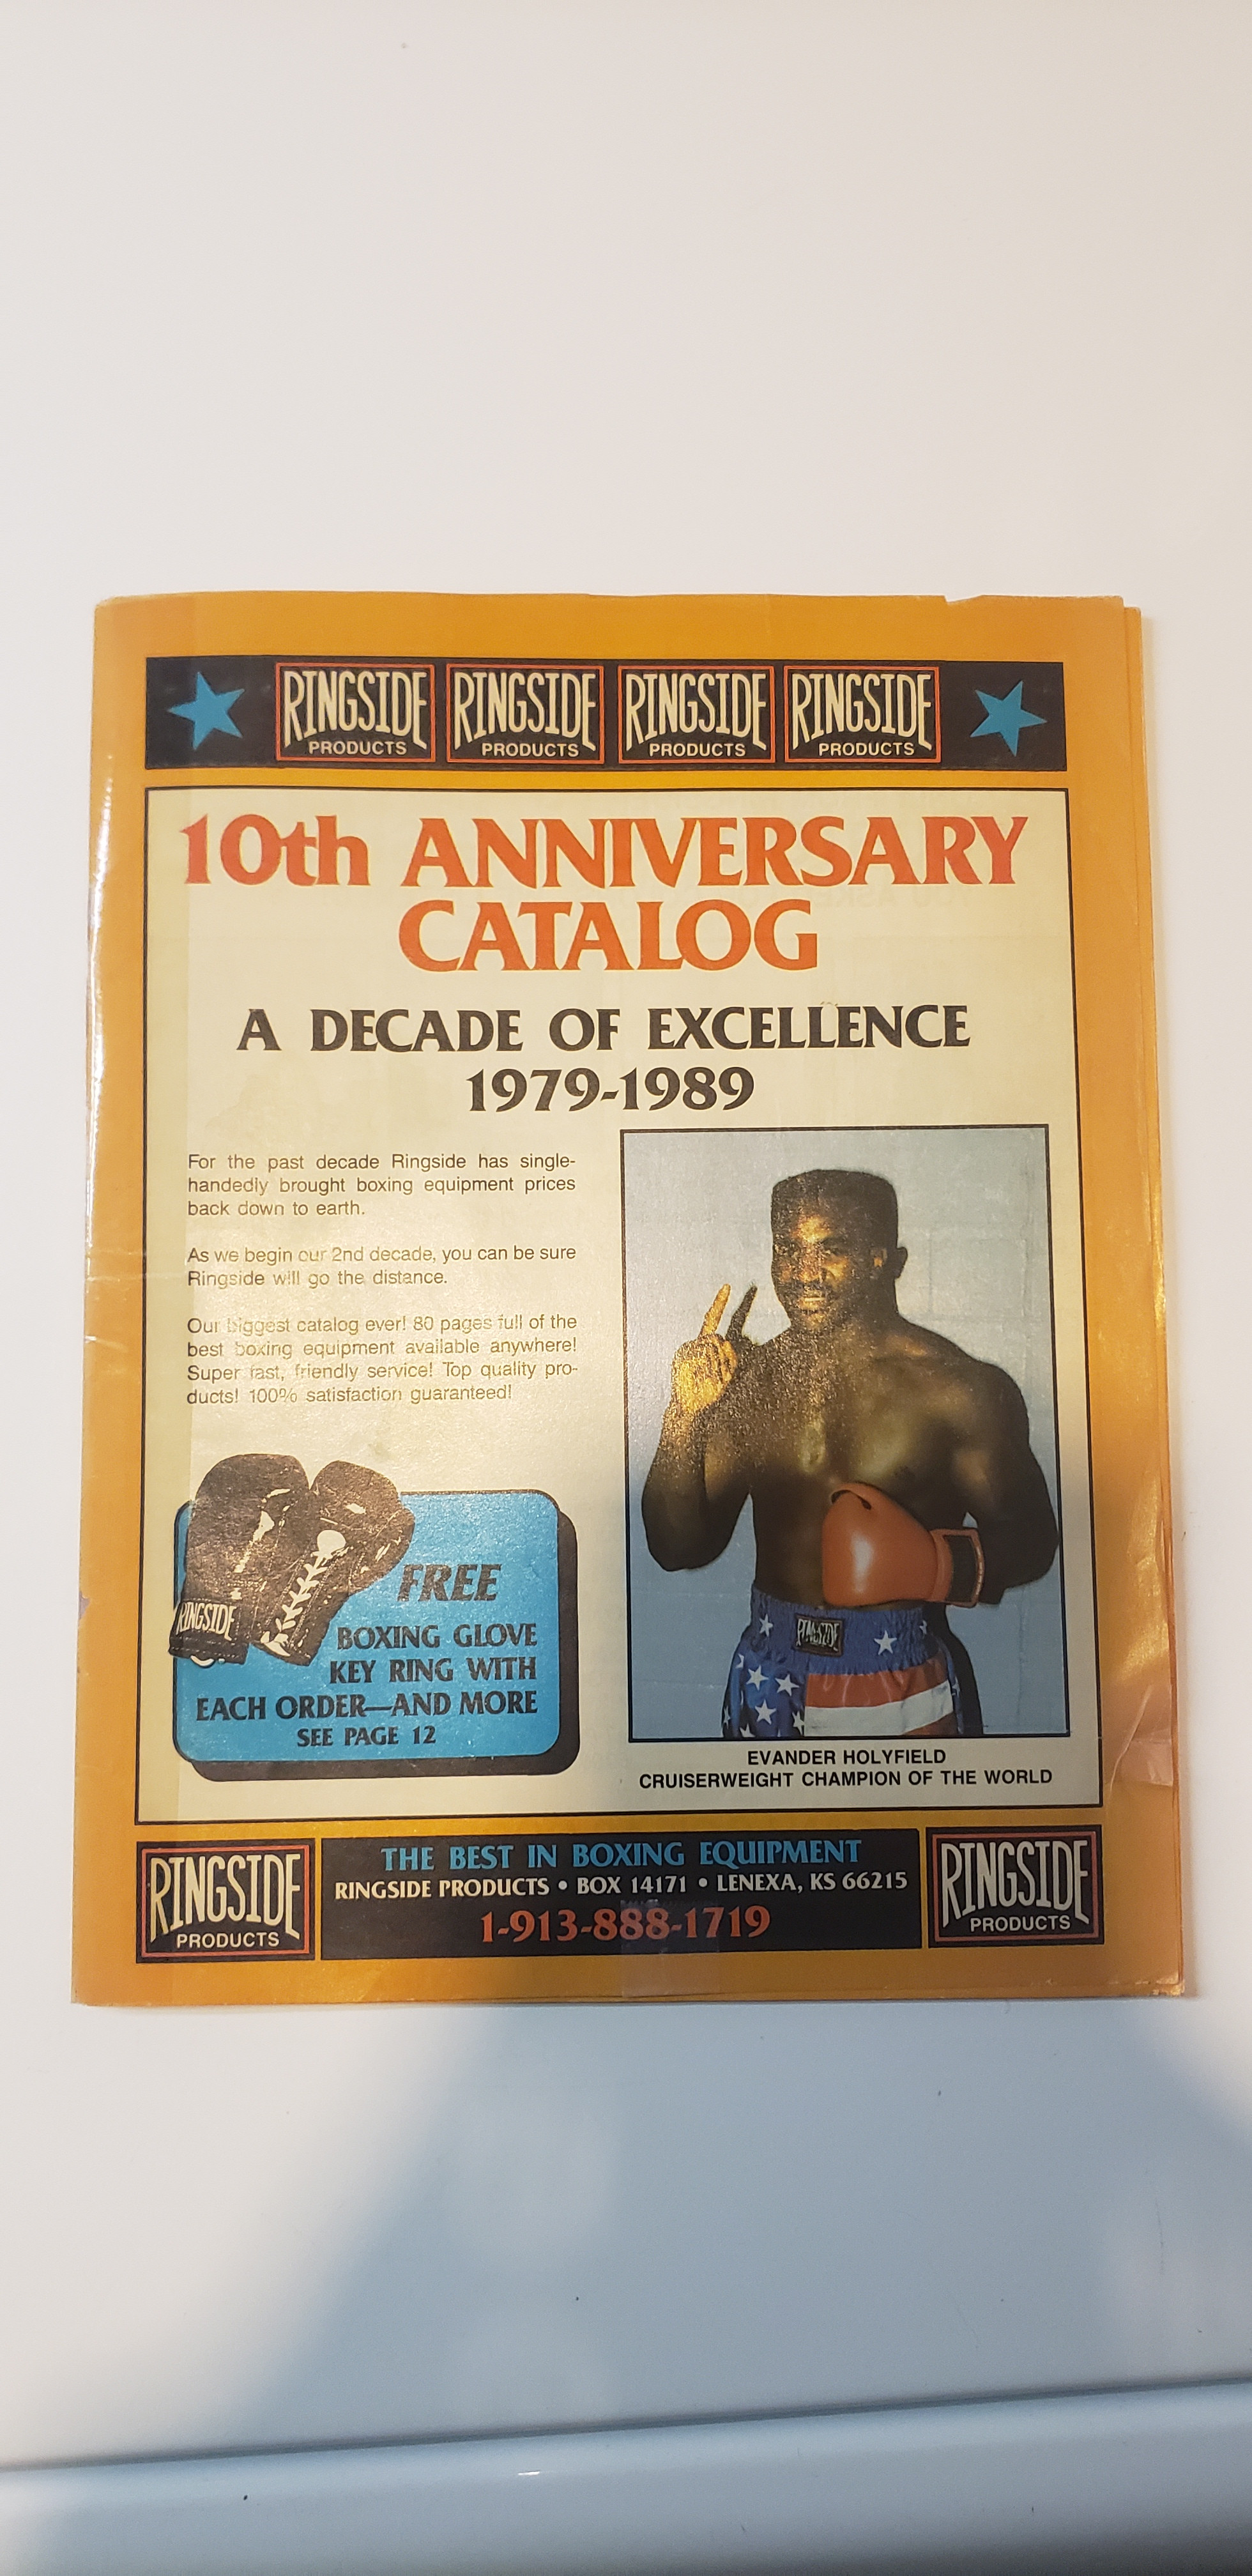 RINGSIDE PRODUCTS
RINGSIDE PRODUCTS
RINGSIDE PRODUCTS
RINGSIDE PRODUCTS
10th ANNIVERSARY
CATALOG
A DECADE OF EXCELLENCE
1979-1989
For the past decade Ringside has single-
handedly brought boxing equipment prices
back down to earth.
As we begin our 2nd decade, you can be sure
Ringside will go the distance.
Our biggest catalog ever! 80 pages full of the
best boxing equipment available anywhere!
Super fast, friendly service! Top quality pro-
ducts! 100% satisfaction guaranteed!
RINGSIDE
FREE
BOXING GLOVE
KEY RING WITH
EACH ORDER—AND MORE
SEE PAGE 12
RINGSIDE
EVANDER HOLYFIELD
CRUISERWEIGHT CHAMPION OF THE WORLD
RINGSIDE
PRODUCTS
THE BEST IN BOXING EQUIPMENT
RINGSIDE PRODUCTS • BOX 14171 • LENEXA, KS 66215
1-913-888-1719
RINGSIDE
PRODUCTS